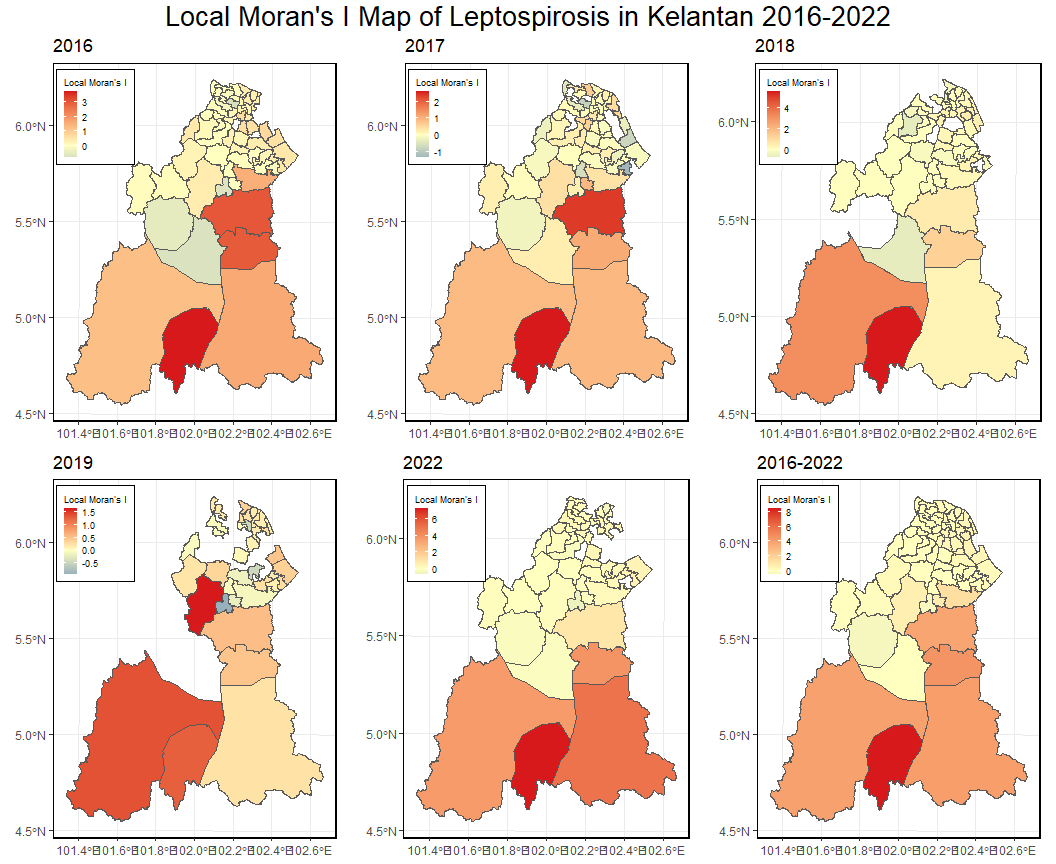 Local Moran's I Map of Leptospirosis in Kelantan 2016-2022
2016
Local Moran's I
3
2
1
0
6.0°N
5.5°N
5.0°N
4.5°N
101.4°E 101.6°E 101.8°E 102.0°E 102.2°E 102.4°E 102.6°E
2017
Local Moran's I
2
1
0
-1
6.0°N
5.5°N
5.0°N
4.5°N
101.4°E 101.6°E 101.8°E 102.0°E 102.2°E 102.4°E 102.6°E
2018
Local Moran's I
4
2
0
6.0°N
5.5°N
5.0°N
4.5°N
101.4°E 101.6°E 101.8°E 102.0°E 102.2°E 102.4°E 102.6°E
2019
Local Moran's I
1.5
1.0
0.5
0.0
-0.5
6.0°N
5.5°N
5.0°N
4.5°N
101.4°E 101.6°E 101.8°E 102.0°E 102.2°E 102.4°E 102.6°E
2022
Local Moran's I
6
4
2
0
6.0°N
5.5°N
5.0°N
4.5°N
101.4°E 101.6°E 101.8°E 102.0°E 102.2°E 102.4°E 102.6°E
2016-2022
Local Moran's I
8
6
4
2
0
6.0°N
5.5°N
5.0°N
4.5°N
101.4°E 101.6°E 101.8°E 102.0°E 102.2°E 102.4°E 102.6°E